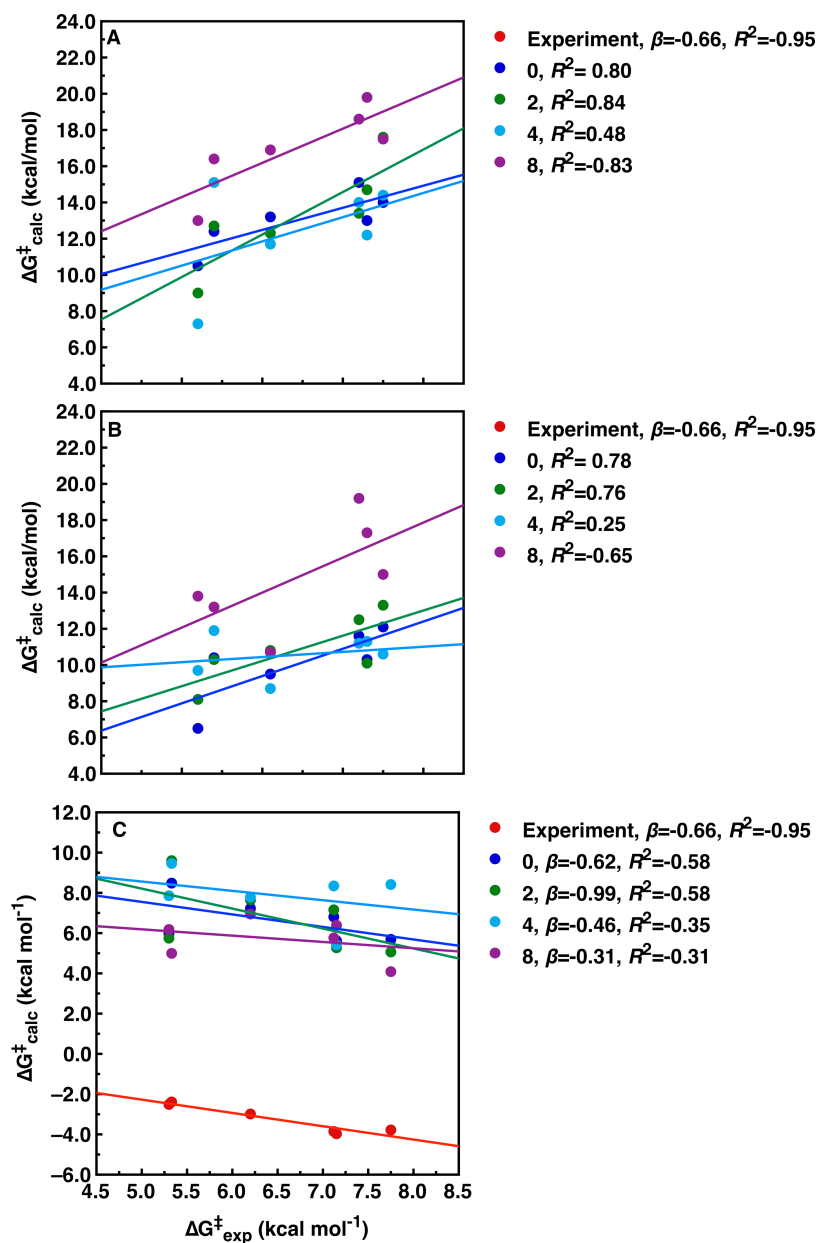 A
24.0
22.0
20.0
18.0
16.0
14.0
12.0
10.0
8.0
6.0
4.0
ΔG‡calc (kcal/mol)
Experiment, β=-0.66, R²=-0.95
0, R²= 0.80
2, R²=0.84
4, R²=0.48
8, R²=-0.83
B
24.0
22.0
20.0
18.0
16.0
14.0
12.0
10.0
8.0
6.0
4.0
ΔG‡calc (kcal/mol)
Experiment, β=-0.66, R²=-0.95
0, R²= 0.78
2, R²=0.76
4, R²=0.25
8, R²=-0.65
C
12.0
10.0
8.0
6.0
4.0
2.0
0.0
−2.0
−4.0
−6.0
ΔG‡calc (kcal mol⁻¹)
Experiment, β=-0.66, R²=-0.95
0, β=-0.62, R²=-0.58
2, β=-0.99, R²=-0.58
4, β=-0.46, R²=-0.35
8, β=-0.31, R²=-0.31
4.5 5.0 5.5 6.0 6.5 7.0 7.5 8.0 8.5
ΔG‡exp (kcal mol⁻¹)